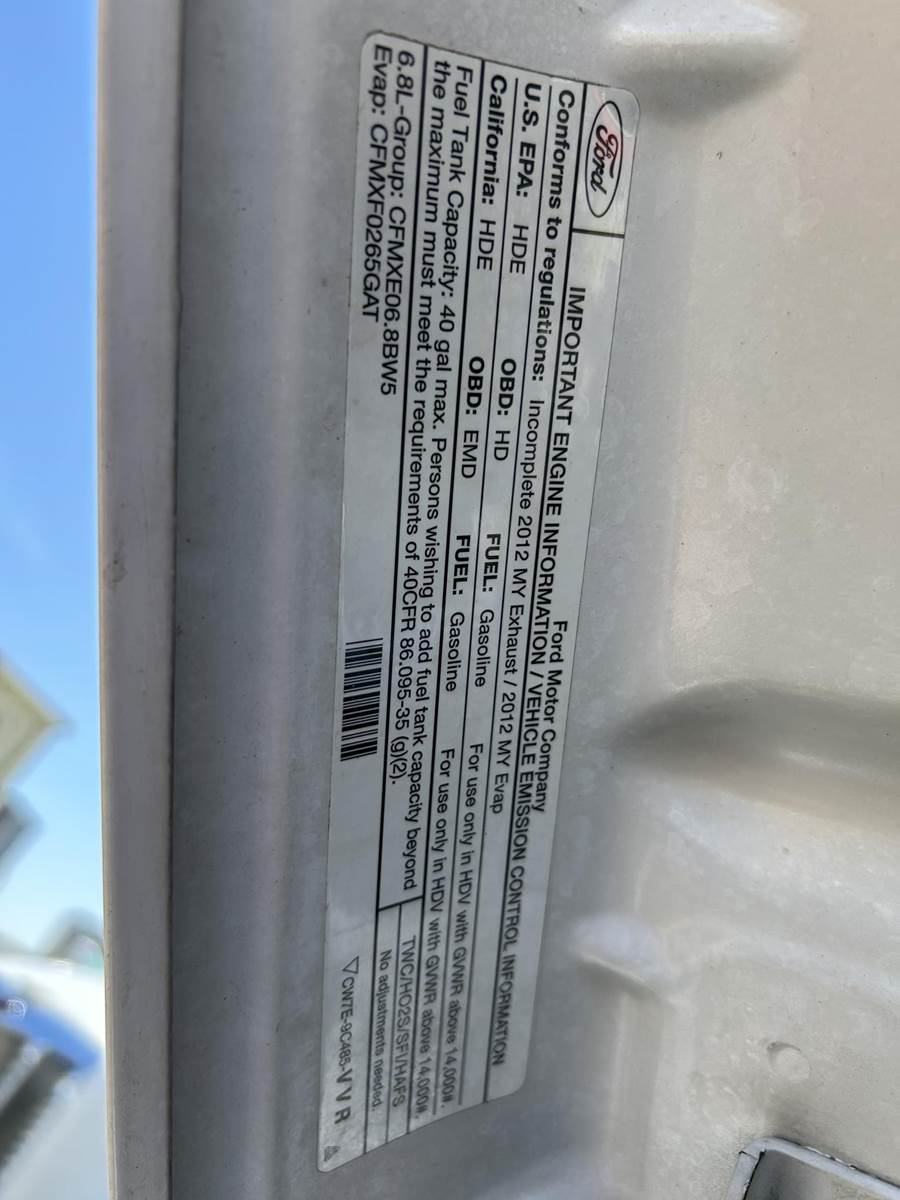 Ford
Ford Motor Company
IMPORTANT ENGINE INFORMATION / VEHICLE EMISSION CONTROL INFORMATION
Conforms to regulations: Incomplete 2012 MY Exhaust / 2012 MY Evap
U.S. EPA: HDE OBD: HD FUEL: Gasoline For use only in HDV with GVWR above 14,000#.
California: HDE OBD: EMD FUEL: Gasoline For use only in HDV with GVWR above 14,000#.
Fuel Tank Capacity: 40 gal max. Persons wishing to add fuel tank capacity beyond
the maximum must meet the requirements of 40CFR 86.095-35 (g)(2).
TWC/HO2S/SFI/HAFS
No adjustments needed.
6.8L-Group: CFMXE06.8BW5
Evap: CFMXF0265GAT
CW7E-9C485-V V R